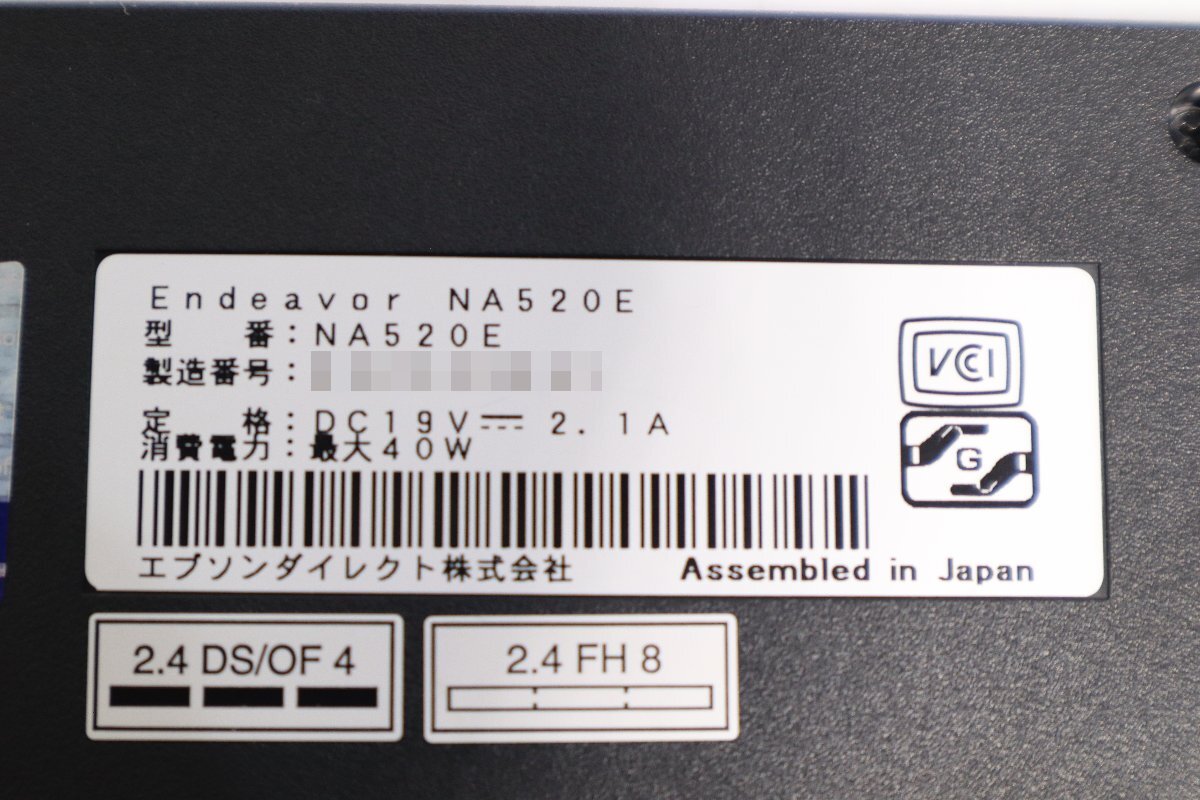 Endeavor NA520E
型　番：NA520E
製造番号：
定　格：DC19V⎓ 2.1A
消費電力：最大40W
VCCI
G
エプソンダイレクト株式会社 Assembled in Japan
2.4 DS/OF 4
2.4 FH 8